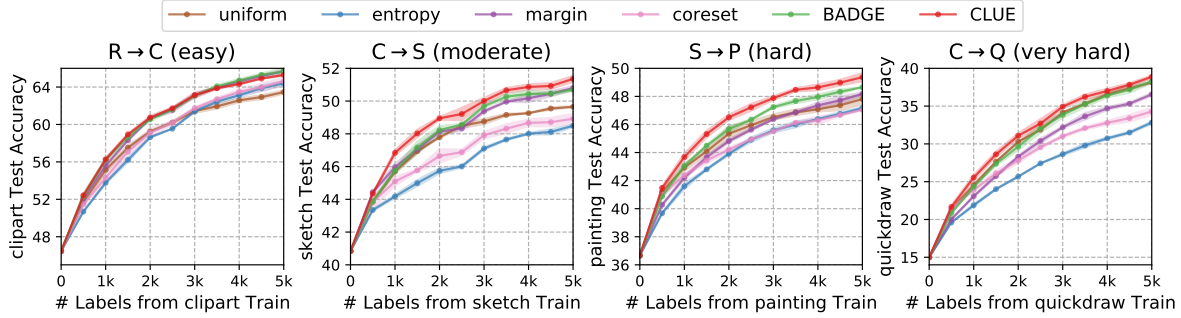 uniform entropy margin coreset BADGE CLUE
R→C (easy)
clipart Test Accuracy
64
60
56
52
48
0 1k 2k 3k 4k 5k
# Labels from clipart Train
C→S (moderate)
sketch Test Accuracy
52
50
48
46
44
42
40
0 1k 2k 3k 4k 5k
# Labels from sketch Train
S→P (hard)
painting Test Accuracy
50
48
46
44
42
40
38
36
0 1k 2k 3k 4k 5k
# Labels from painting Train
C→Q (very hard)
quickdraw Test Accuracy
40
35
30
25
20
15
0 1k 2k 3k 4k 5k
# Labels from quickdraw Train